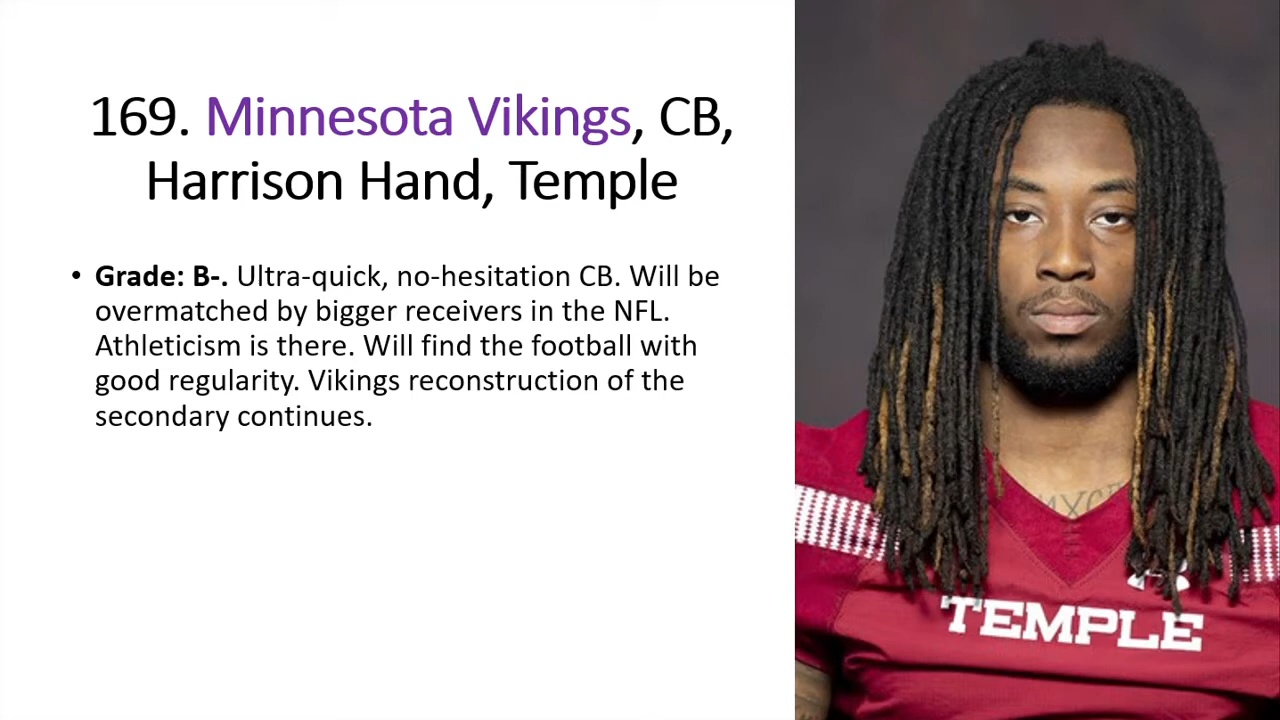 169. Minnesota Vikings, CB,
Harrison Hand, Temple
• Grade: B-. Ultra-quick, no-hesitation CB. Will be
overmatched by bigger receivers in the NFL.
Athleticism is there. Will find the football with
good regularity. Vikings reconstruction of the
secondary continues.
TEMPLE